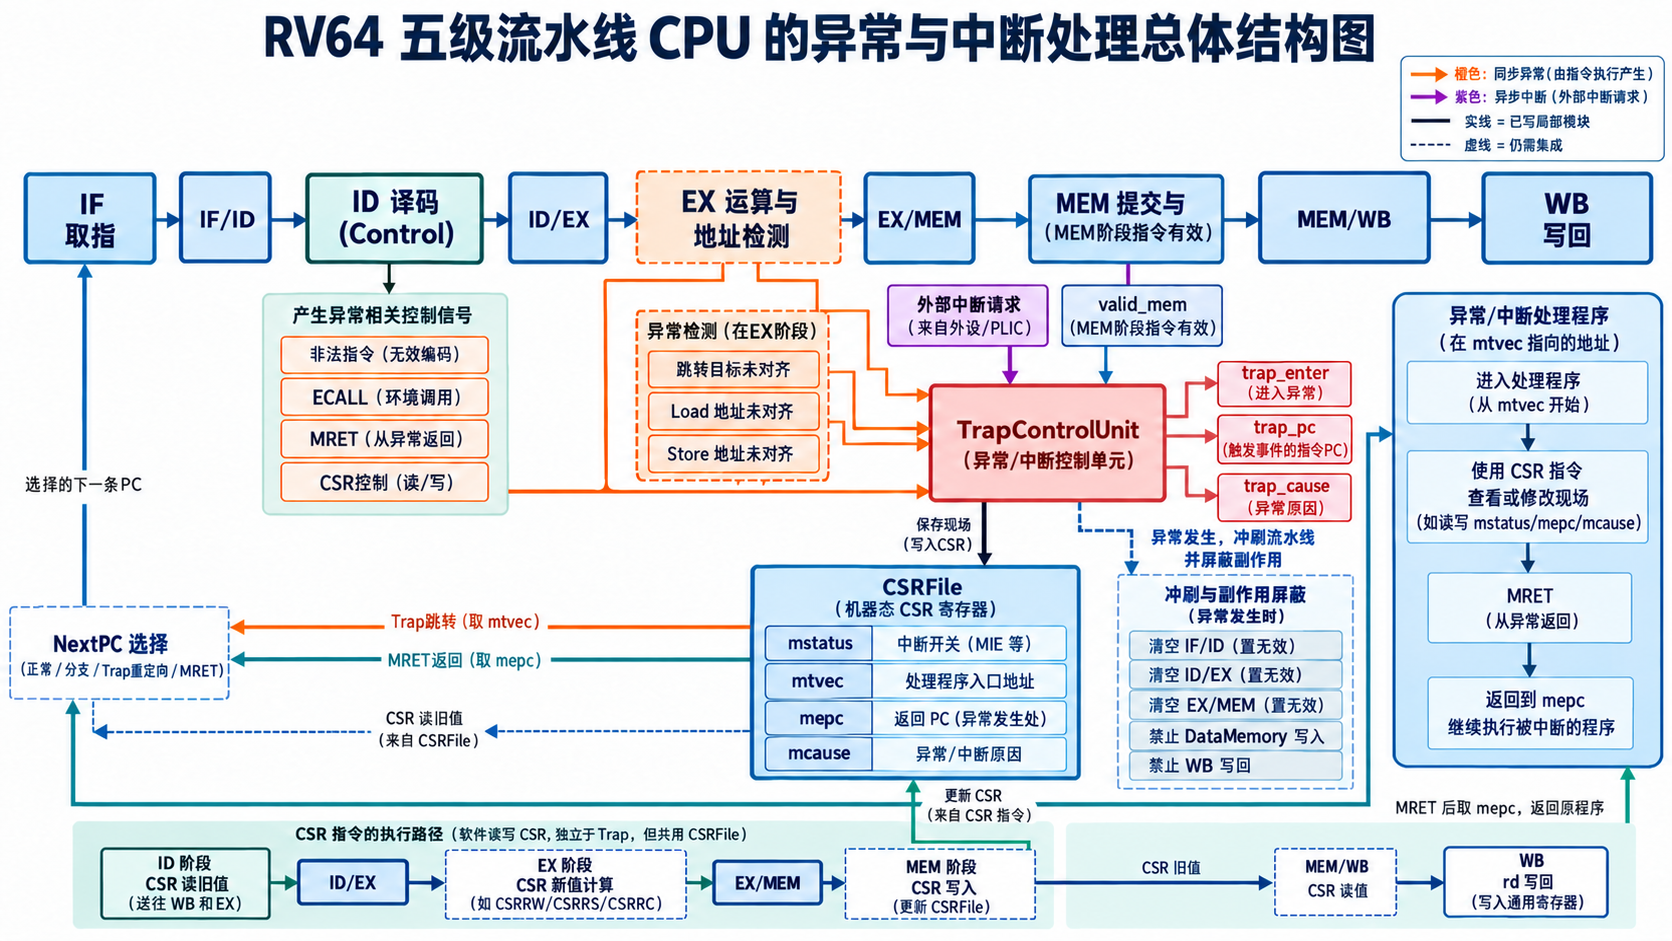 RV64 五级流水线 CPU 的异常与中断处理总体结构图
橙色：同步异常（由指令执行产生）
紫色：异步中断（外部中断请求）
实线 = 已写局部模块
虚线 = 仍需集成
IF
取指
IF/ID
ID 译码
(Control)
ID/EX
EX 运算与
地址检测
EX/MEM
MEM 提交与
（MEM阶段指令有效）
MEM/WB
WB
写回
产生异常相关控制信号
非法指令（无效编码）
ECALL（环境调用）
MRET（从异常返回）
CSR控制（读/写）
异常检测（在EX阶段）
跳转目标未对齐
Load 地址未对齐
Store 地址未对齐
外部中断请求
（来自外设/PLIC）
valid_mem
（MEM阶段指令有效）
TrapControlUnit
（异常/中断控制单元）
trap_enter
（进入异常）
trap_pc
（触发事件的指令PC）
trap_cause
（异常原因）
异常/中断处理程序
（在 mtvec 指向的地址）
进入处理程序
（从 mtvec 开始）
使用 CSR 指令
查看或修改现场
（如读写 mstatus/mepc/mcause）
MRET
（从异常返回）
返回到 mepc
继续执行被中断的程序
选择的下一条PC
保存现场
（写入CSR）
异常发生，冲刷流水线
并屏蔽副作用
NextPC 选择
（正常 / 分支 / Trap重定向 / MRET）
Trap跳转（取 mtvec）
MRET返回（取 mepc）
CSR 读旧值
（来自 CSRFile）
CSRFile
（机器态 CSR 寄存器）
mstatus 中断开关（MIE 等）
mtvec 处理程序入口地址
mepc 返回 PC（异常发生处）
mcause 异常/中断原因
冲刷与副作用屏蔽
（异常发生时）
清空 IF/ID（置无效）
清空 ID/EX（置无效）
清空 EX/MEM（置无效）
禁止 DataMemory 写入
禁止 WB 写回
更新 CSR
（来自 CSR 指令）
MRET 后取 mepc，返回原程序
CSR 指令的执行路径（软件读写 CSR, 独立于 Trap，但共用 CSRFile）
ID 阶段
CSR 读旧值
（送往 WB 和 EX）
ID/EX
EX 阶段
CSR 新值计算
（如 CSRRW/CSRRS/CSRRC）
EX/MEM
MEM 阶段
CSR 写入
（更新 CSRFile）
CSR 旧值
MEM/WB
CSR 读值
WB
rd 写回
（写入通用寄存器）